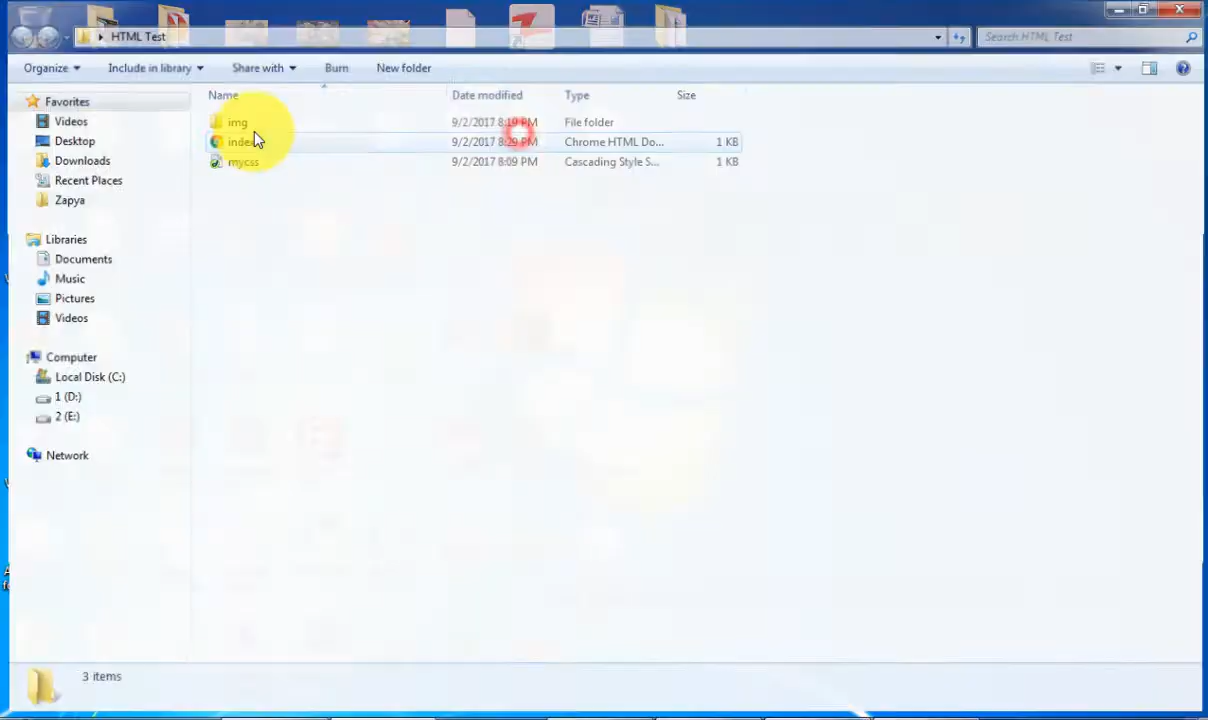 HTML Test
Search HTML Test
Organize
Include in library
Share with
Burn
New folder
Name
Date modified
Type
Size
Favorites
Videos
Desktop
Downloads
Recent Places
Zapya
img
9/2/2017 8:19 PM
File folder
index
9/2/2017 8:29 PM
Chrome HTML Do...
1 KB
mycss
9/2/2017 8:09 PM
Cascading Style S...
1 KB
Libraries
Documents
Music
Pictures
Videos
Computer
Local Disk (C:)
1 (D:)
2 (E:)
Network
3 items